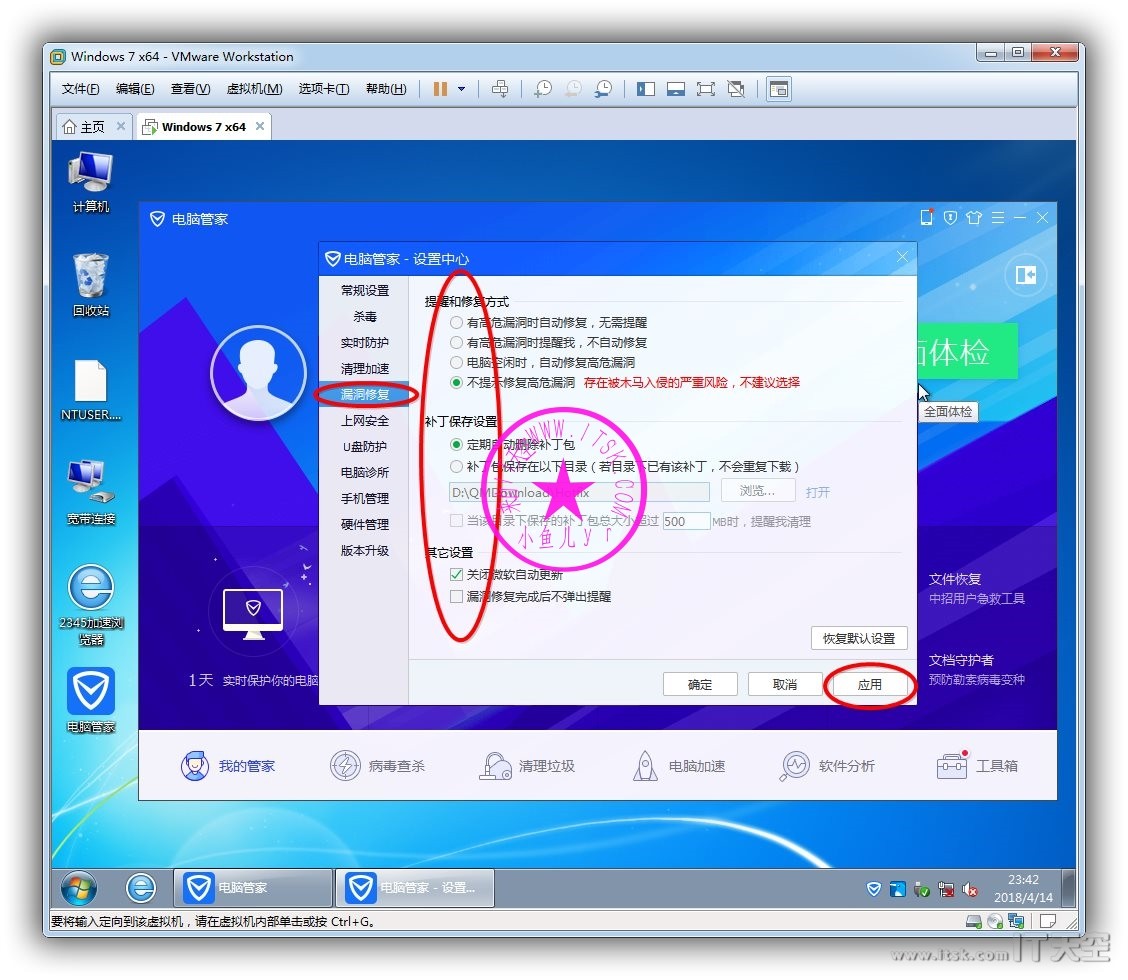 Windows 7 x64 - VMware Workstation
文件(F) 编辑(E) 查看(V) 虚拟机(M) 选项卡(T) 帮助(H)
主页 Windows 7 x64
计算机
回收站
NTUSER....
宽带连接
2345加速浏
览器
电脑管家
电脑管家
电脑管家 - 设置中心
常规设置
杀毒
实时防护
清理加速
漏洞修复
上网安全
U盘防护
电脑诊所
手机管理
硬件管理
版本升级
提醒和修复方式
有高危漏洞时自动修复，无需提醒
有高危漏洞时提醒我，不自动修复
电脑空闲时，自动修复高危漏洞
不提示修复高危漏洞 存在被木马入侵的严重风险，不建议选择
补丁保存设置
定期自动删除补丁包
补丁包保存在以下目录（若目录下已有该补丁，不会重复下载）
D:\QMDownload\Hotfix 浏览... 打开
当该目录下保存的补丁包总大小超过 500 MB时，提醒我清理
其它设置
关闭微软自动更新
漏洞修复完成后不弹出提醒
恢复默认设置
确定 取消 应用
WWW.ITSK.COM
小鱼儿yr
体检
全面体检
文件恢复
中招用户急救工具
文档守护者
预防勒索病毒变种
1天 实时保护你的电脑
我的管家 病毒查杀 清理垃圾 电脑加速 软件分析 工具箱
电脑管家 电脑管家 - 设置...
23:42
2018/4/14
要将输入定向到该虚拟机，请在虚拟机内部单击或按 Ctrl+G。
www.itsk.com IT天空